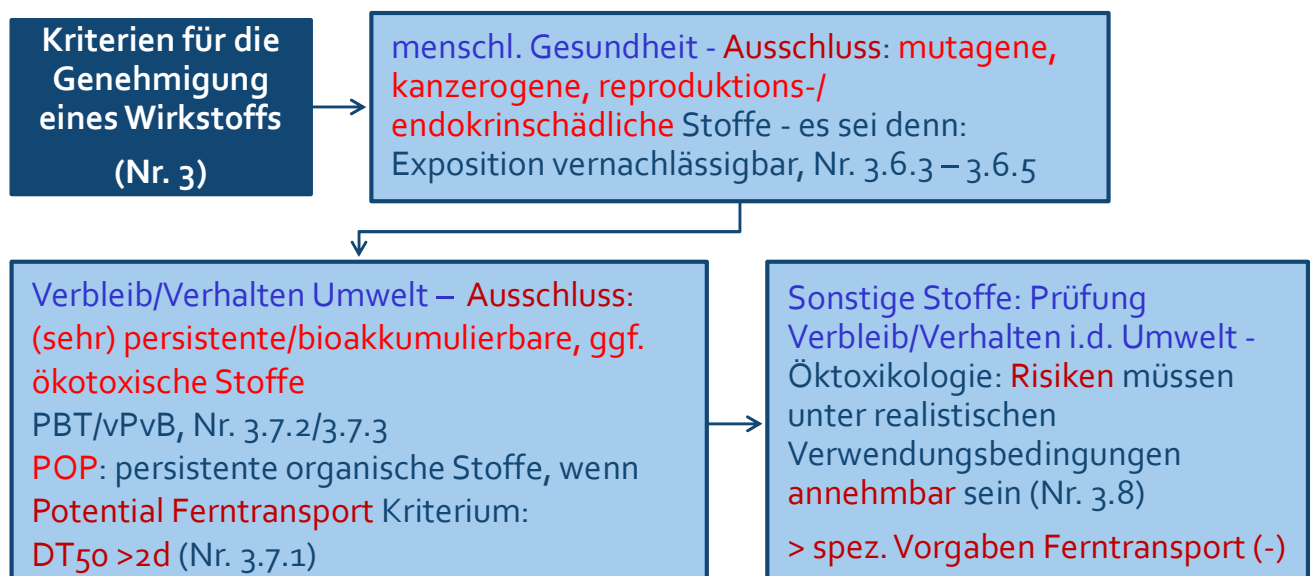 Kriterien für die
Genehmigung
eines Wirkstoffs
(Nr. 3)
menschl. Gesundheit - Ausschluss: mutagene,
kanzerogene, reproduktions-/
endokrinschädliche Stoffe - es sei denn:
Exposition vernachlässigbar, Nr. 3.6.3 – 3.6.5
Verbleib/Verhalten Umwelt – Ausschluss:
(sehr) persistente/bioakkumulierbare, ggf.
ökotoxische Stoffe
PBT/vPvB, Nr. 3.7.2/3.7.3
POP: persistente organische Stoffe, wenn
Potential Ferntransport Kriterium:
DT50 >2d (Nr. 3.7.1)
Sonstige Stoffe: Prüfung
Verbleib/Verhalten i.d. Umwelt -
Öktoxikologie: Risiken müssen
unter realistischen
Verwendungsbedingungen
annehmbar sein (Nr. 3.8)
> spez. Vorgaben Ferntransport (-)